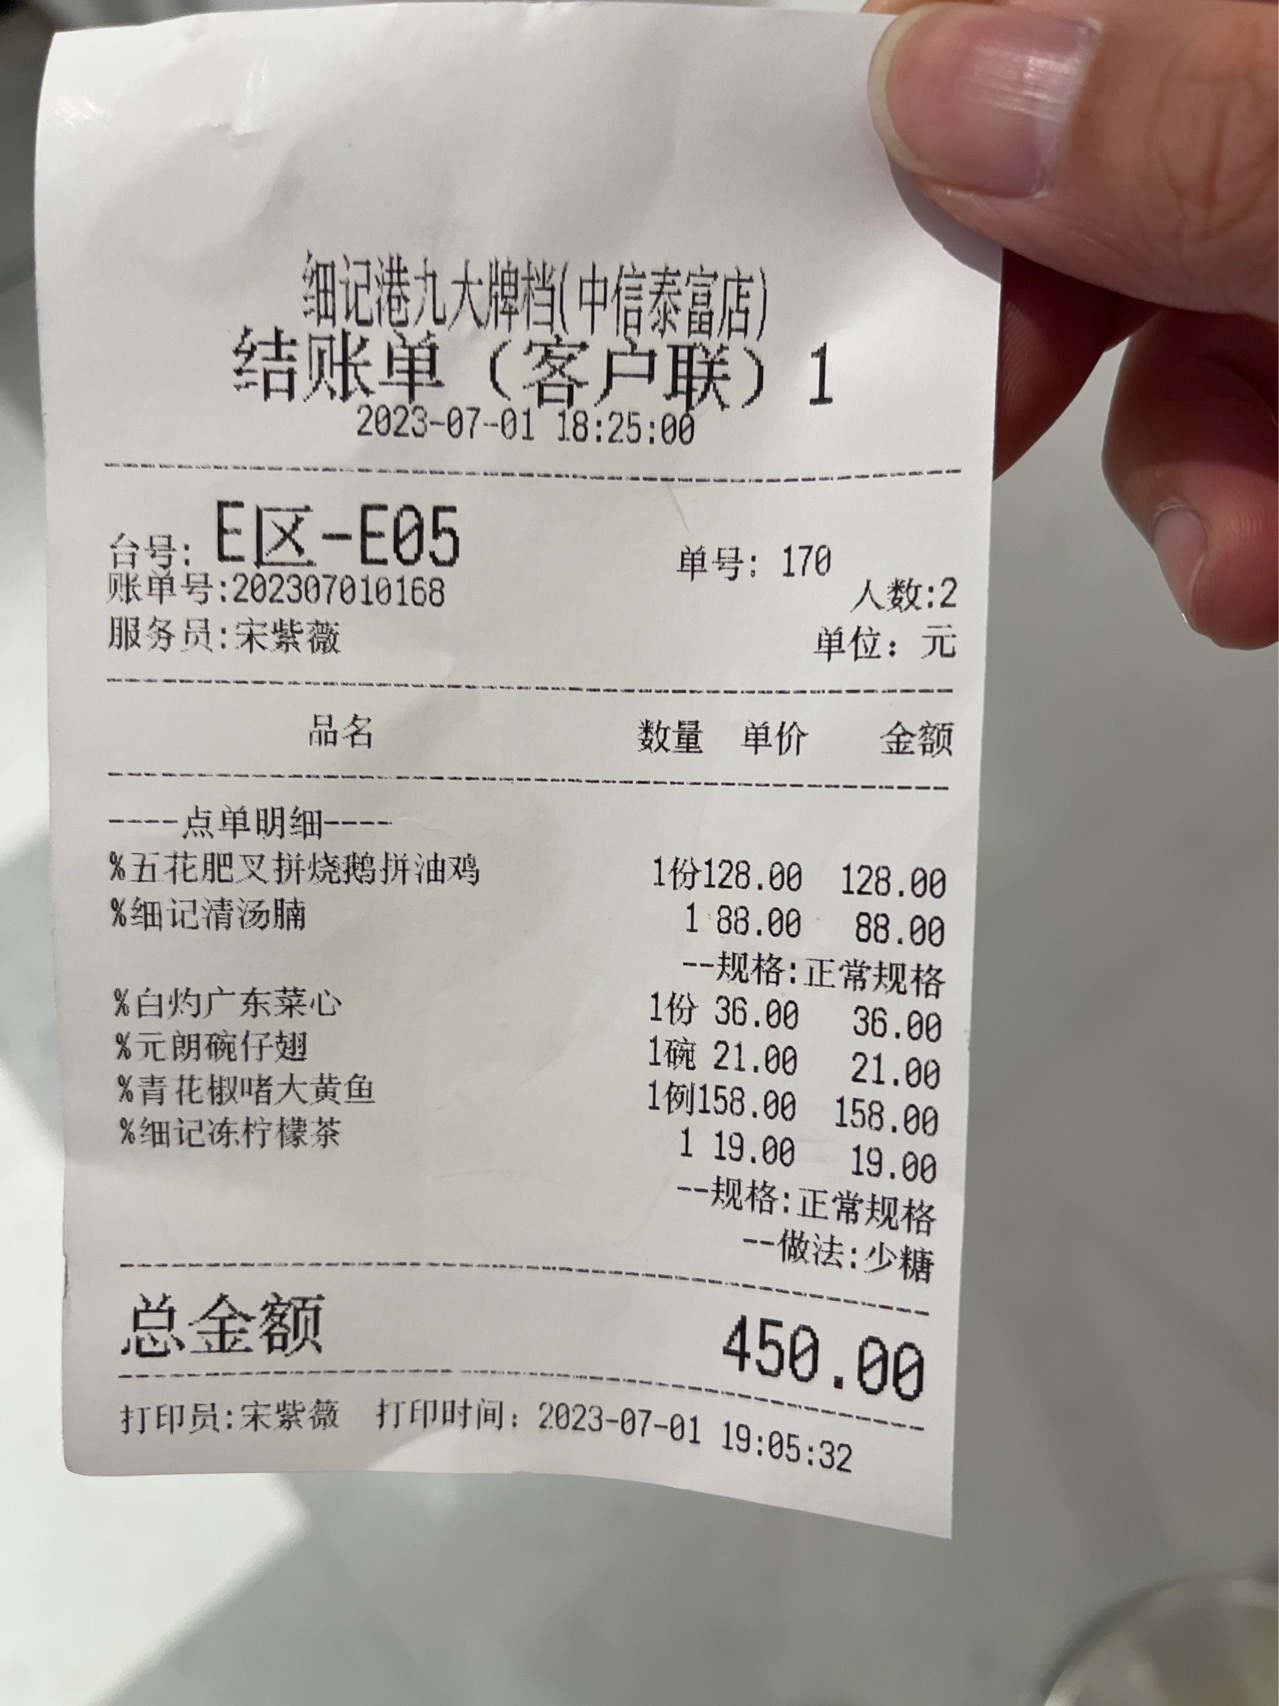 细记港九大牌档(中信泰富店)
结账单（客户联）1
2023-07-01 18:25:00
台号: E区-E05 单号: 170
账单号:202307010168 人数:2
服务员:宋紫薇 单位: 元
品名 数量 单价 金额
----点单明细----
%五花肥叉拼烧鹅拼油鸡 1份128.00 128.00
%细记清汤腩 1 88.00 88.00
--规格:正常规格
%白灼广东菜心 1份 36.00 36.00
%元朗碗仔翅 1碗 21.00 21.00
%青花椒啫大黄鱼 1例158.00 158.00
%细记冻柠檬茶 1 19.00 19.00
--规格:正常规格
--做法:少糖
总金额 450.00
打印员:宋紫薇 打印时间: 2023-07-01 19:05:32